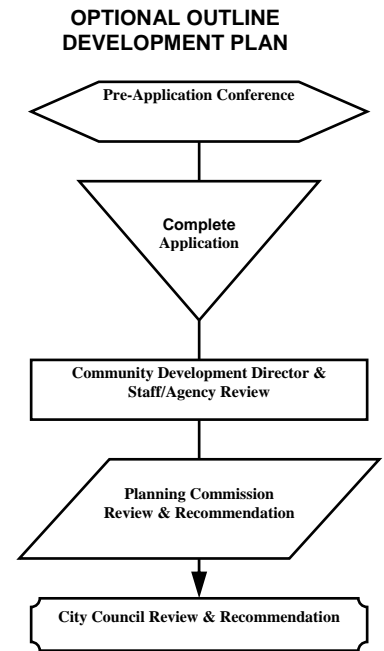 OPTIONAL OUTLINE
DEVELOPMENT PLAN
Pre-Application Conference
Complete
Application
Community Development Director &
Staff/Agency Review
Planning Commission
Review & Recommendation
City Council Review & Recommendation